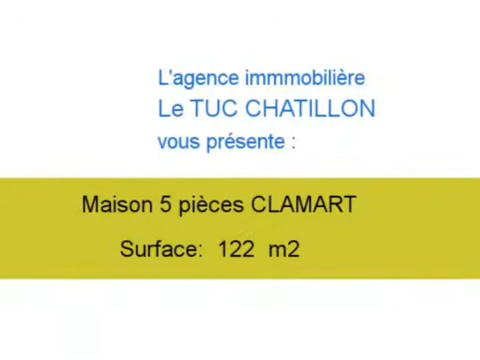 L'agence immmobilière
Le TUC CHATILLON
vous présente :
Maison 5 pièces CLAMART
Surface: 122 m2